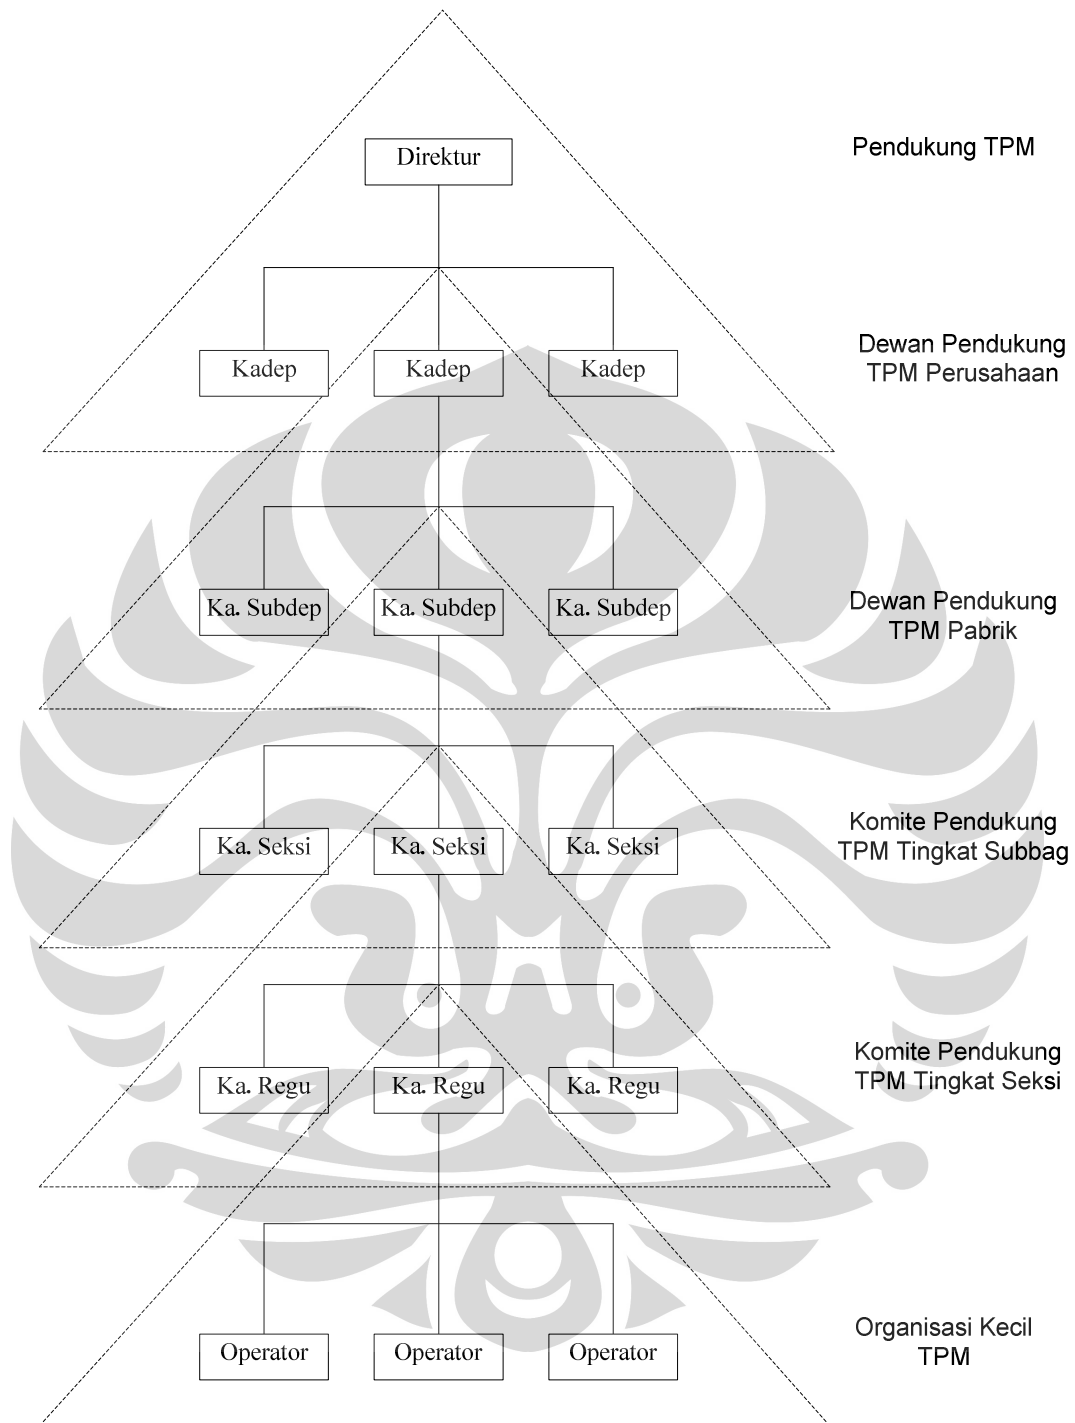 Direktur
Pendukung TPM
Kadep
Kadep
Kadep
Dewan Pendukung
TPM Perusahaan
Ka. Subdep
Ka. Subdep
Ka. Subdep
Dewan Pendukung
TPM Pabrik
Ka. Seksi
Ka. Seksi
Ka. Seksi
Komite Pendukung
TPM Tingkat Subbag
Ka. Regu
Ka. Regu
Ka. Regu
Komite Pendukung
TPM Tingkat Seksi
Operator
Operator
Operator
Organisasi Kecil
TPM